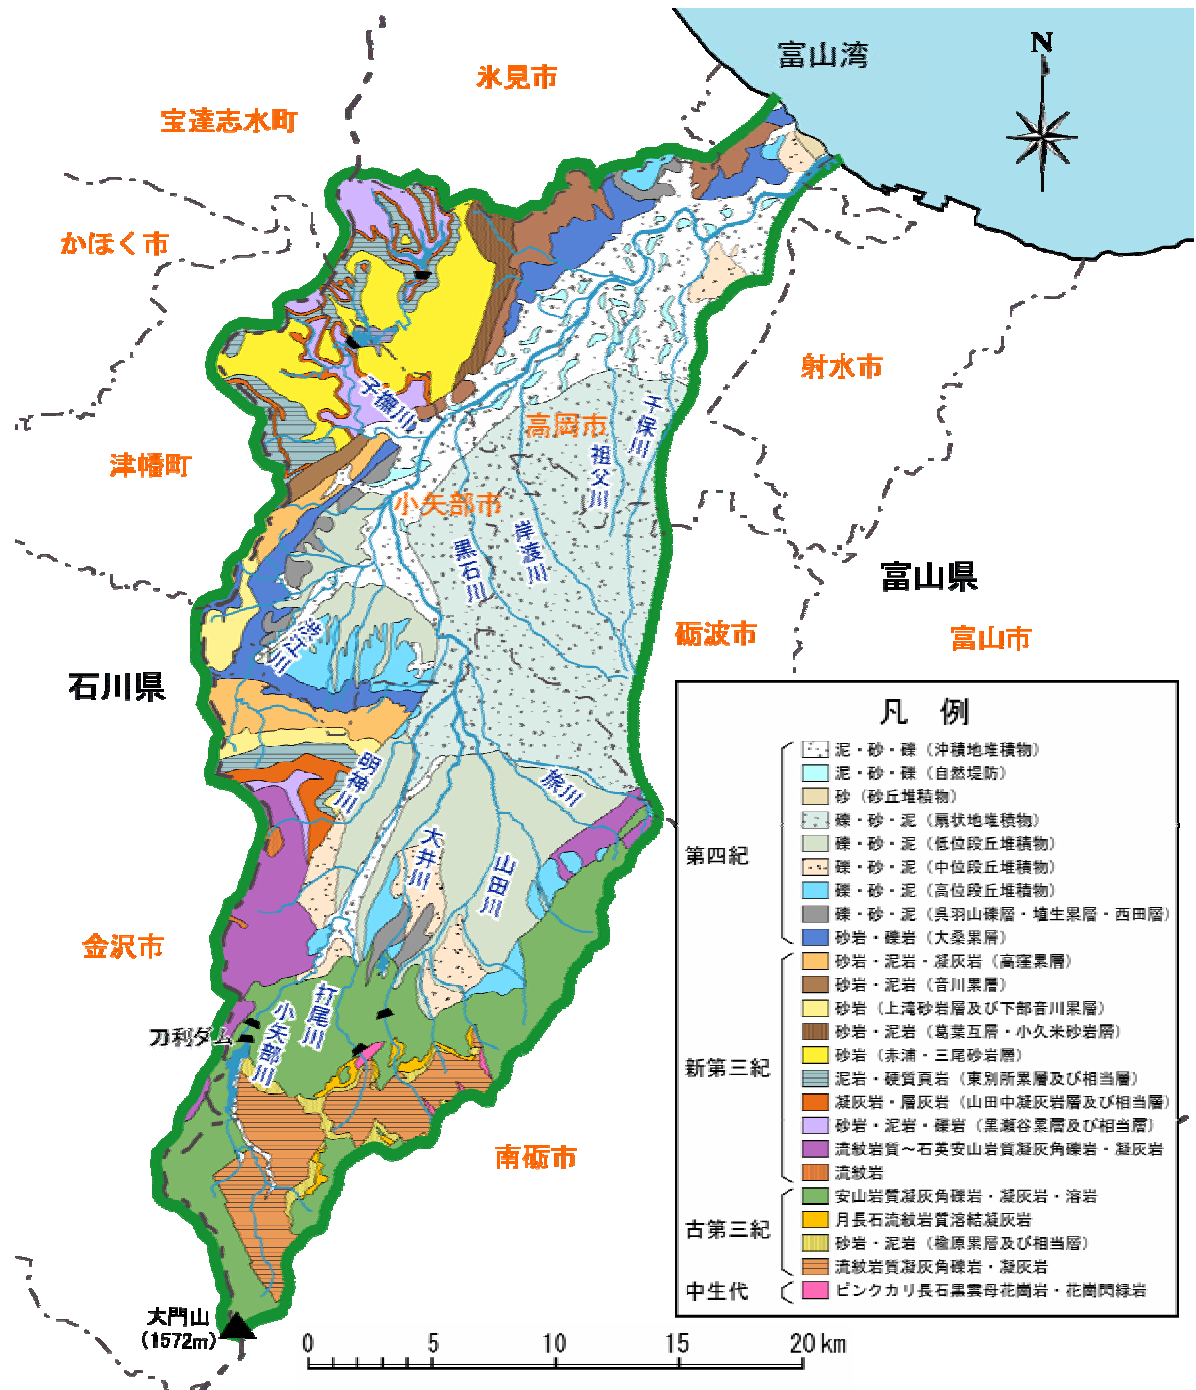 富山湾
N
氷見市
宝達志水町
かほく市
射水市
子撫川
千保川
高岡市
祖父川
津幡町
小矢部市
岸渡川
黒石川
富山県
砺波市
富山市
渋江川
石川県
明神川
旅川
大井川
山田川
金沢市
打尾川
小矢部川
刀利ダム
南砺市
大門山
(1572m)
0 5 10 15 20 km
凡 例
第四紀
泥・砂・礫（沖積地堆積物）
泥・砂・礫（自然堤防）
砂（砂丘堆積物）
礫・砂・泥（扇状地堆積物）
礫・砂・泥（低位段丘堆積物）
礫・砂・泥（中位段丘堆積物）
礫・砂・泥（高位段丘堆積物）
礫・砂・泥（呉羽山礫層・埴生累層・西田層）
砂岩・礫岩（大桑累層）
新第三紀
砂岩・泥岩・凝灰岩（高窪累層）
砂岩・泥岩（音川累層）
砂岩（上滝砂岩層及び下部音川累層）
砂岩・泥岩（葛葉互層・小久米砂岩層）
砂岩（赤浦・三尾砂岩層）
泥岩・硬質頁岩（東別所累層及び相当層）
凝灰岩・層灰岩（山田中凝灰岩層及び相当層）
砂岩・泥岩・礫岩（黒瀬谷累層及び相当層）
流紋岩質～石英安山岩質凝灰角礫岩・凝灰岩
流紋岩
古第三紀
安山岩質凝灰角礫岩・凝灰岩・溶岩
月長石流紋岩質溶結凝灰岩
砂岩・泥岩（楡原累層及び相当層）
流紋岩質凝灰角礫岩・凝灰岩
中生代
ピンクカリ長石黒雲母花崗岩・花崗閃緑岩